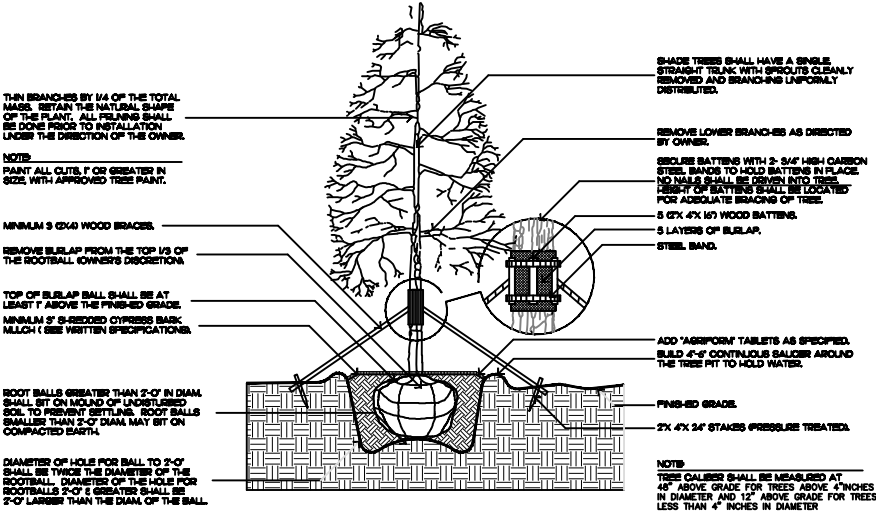 THIN BRANCHES BY 1/4 OF THE TOTAL
MASS. RETAIN THE NATURAL SHAPE
OF THE PLANT. ALL PRUNING SHALL
BE DONE PRIOR TO INSTALLATION
UNDER THE DIRECTION OF THE OWNER.
NOTE:
PAINT ALL CUTS, 1" OR GREATER IN
SIZE, WITH APPROVED TREE PAINT.
MINIMUM 3 (2X4) WOOD BRACES.
REMOVE BURLAP FROM THE TOP 1/3 OF
THE ROOTBALL (OWNER'S DISCRETION)
TOP OF BURLAP BALL SHALL BE AT
LEAST 1" ABOVE THE FINISHED GRADE.
MINIMUM 3" SHREDDED CYPRESS BARK
MULCH ( SEE WRITTEN SPECIFICATIONS).
ROOT BALLS GREATER THAN 2'-0" IN DIAM.
SHALL SIT ON MOUND OF UNDISTURBED
SOIL TO PREVENT SETTLING. ROOT BALLS
SMALLER THAN 2'-0" DIAM. MAY SIT ON
COMPACTED EARTH.
DIAMETER OF HOLE FOR BALL TO 2'-0"
SHALL BE TWICE THE DIAMETER OF THE
ROOTBALL. DIAMETER OF THE HOLE FOR
ROOTBALLS 2'-0" & GREATER SHALL BE
2'-0" LARGER THAN THE DIAM. OF THE BALL.
SHADE TREES SHALL HAVE A SINGLE,
STRAIGHT TRUNK WITH SPROUTS CLEANLY
REMOVED AND BRANCHING UNIFORMLY
DISTRIBUTED.
REMOVE LOWER BRANCHES AS DIRECTED
BY OWNER.
SECURE BATTENS WITH 2- 3/4" HIGH CARBON
STEEL BANDS TO HOLD BATTENS IN PLACE.
NO NAILS SHALL BE DRIVEN INTO TREE.
HEIGHT OF BATTENS SHALL BE LOCATED
FOR ADEQUATE BRACING OF TREE.
5 (2"X 4"X 16") WOOD BATTENS.
5 LAYERS OF BURLAP.
STEEL BAND.
ADD "AGRIFORM" TABLETS AS SPECIFIED.
BUILD 4"-6" CONTINUOUS SAUCER AROUND
THE TREE PIT TO HOLD WATER.
FINISHED GRADE.
2"X 4"X 24" STAKES (PRESSURE TREATED).
NOTE:
TREE CALIBER SHALL BE MEASURED AT
48" ABOVE GRADE FOR TREES ABOVE 4"INCHES
IN DIAMETER AND 12" ABOVE GRADE FOR TREES
LESS THAN 4" INCHES IN DIAMETER